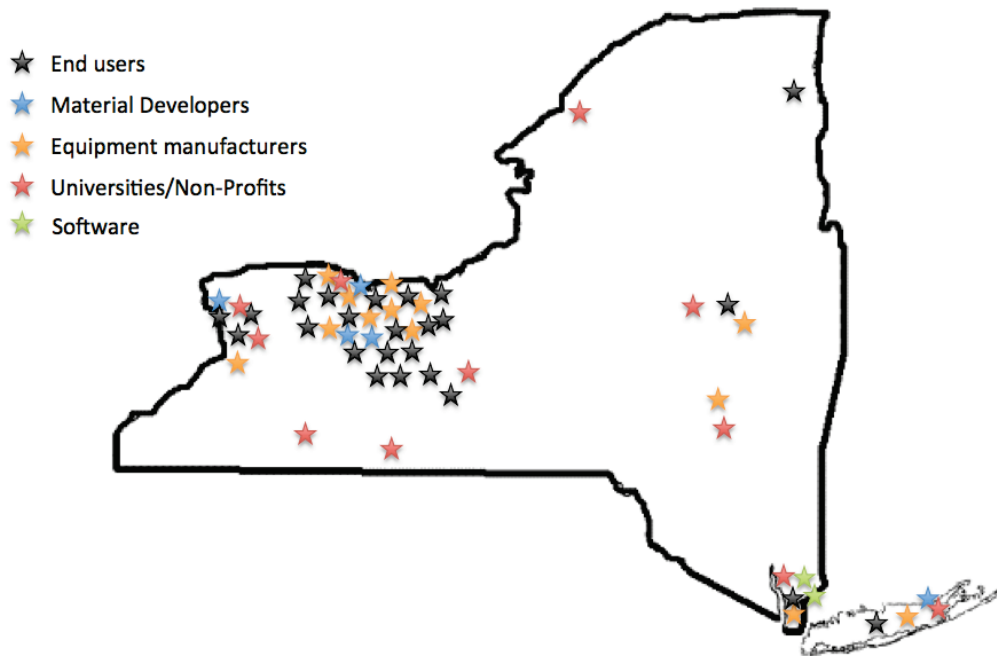 End users
Material Developers
Equipment manufacturers
Universities/Non-Profits
Software